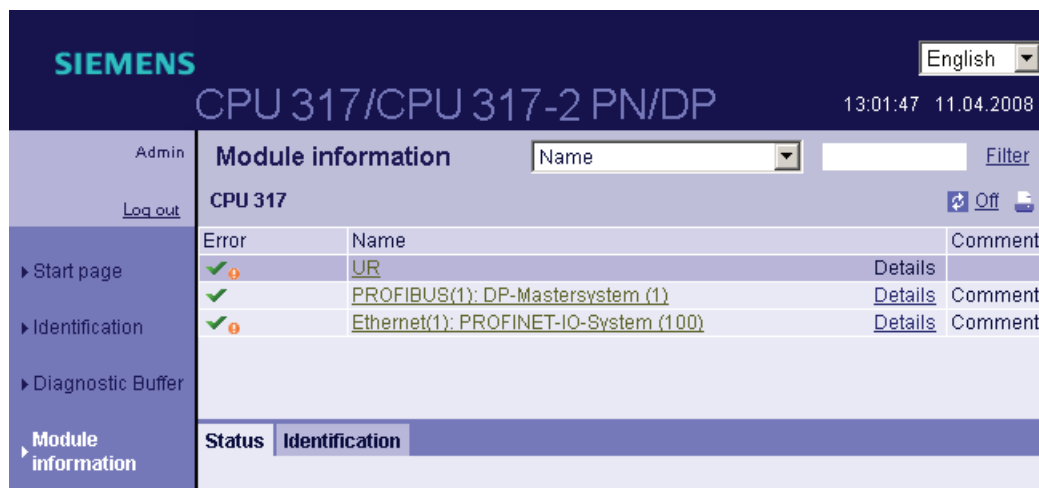 SIEMENS
English
CPU 317/CPU 317-2 PN/DP
13:01:47 11.04.2008
Admin
Module information
Name
Filter
Log out
CPU 317
Off
Error Name Comment
Start page
UR Details
PROFIBUS(1): DP-Mastersystem (1) Details Comment
Identification
Ethernet(1): PROFINET-IO-System (100) Details Comment
Diagnostic Buffer
Module
information
Status Identification